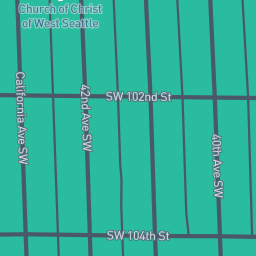 Church of Christ
of West Seattle
SW 102nd St
California Ave SW
42nd Ave SW
40th Ave SW
SW 104th St